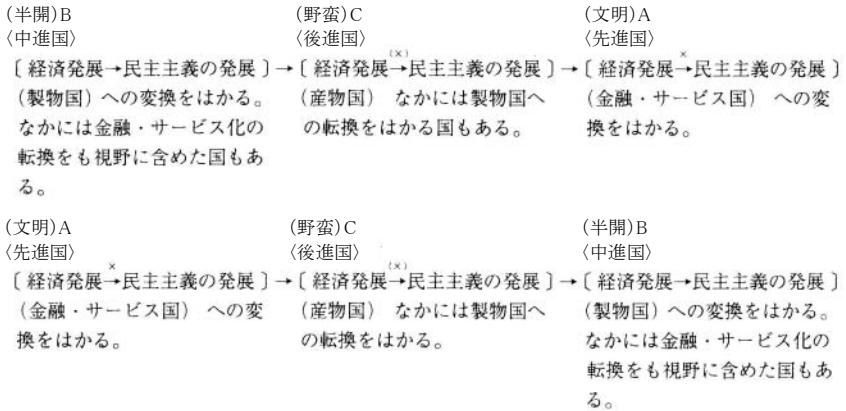 (半開)B (野蛮)C (文明)A
〈中進国〉 〈後進国〉 〈先進国〉
(×) ×
〔経済発展→民主主義の発展〕→〔経済発展→民主主義の発展〕→〔経済発展→民主主義の発展〕
(製物国)への変換をはかる。 (産物国) なかには製物国へ (金融・サービス国) への変
なかには金融・サービス化の の転換をはかる国もある。 換をはかる。
転換をも視野に含めた国もあ
る。
(文明)A (野蛮)C (半開)B
〈先進国〉 〈後進国〉 〈中進国〉
× (×)
〔経済発展→民主主義の発展〕→〔経済発展→民主主義の発展〕→〔経済発展→民主主義の発展〕
(金融・サービス国) への変 (産物国) なかには製物国へ (製物国)への変換をはかる。
換をはかる。 の転換をはかる。 なかには金融・サービス化の
転換をも視野に含めた国もあ
る。